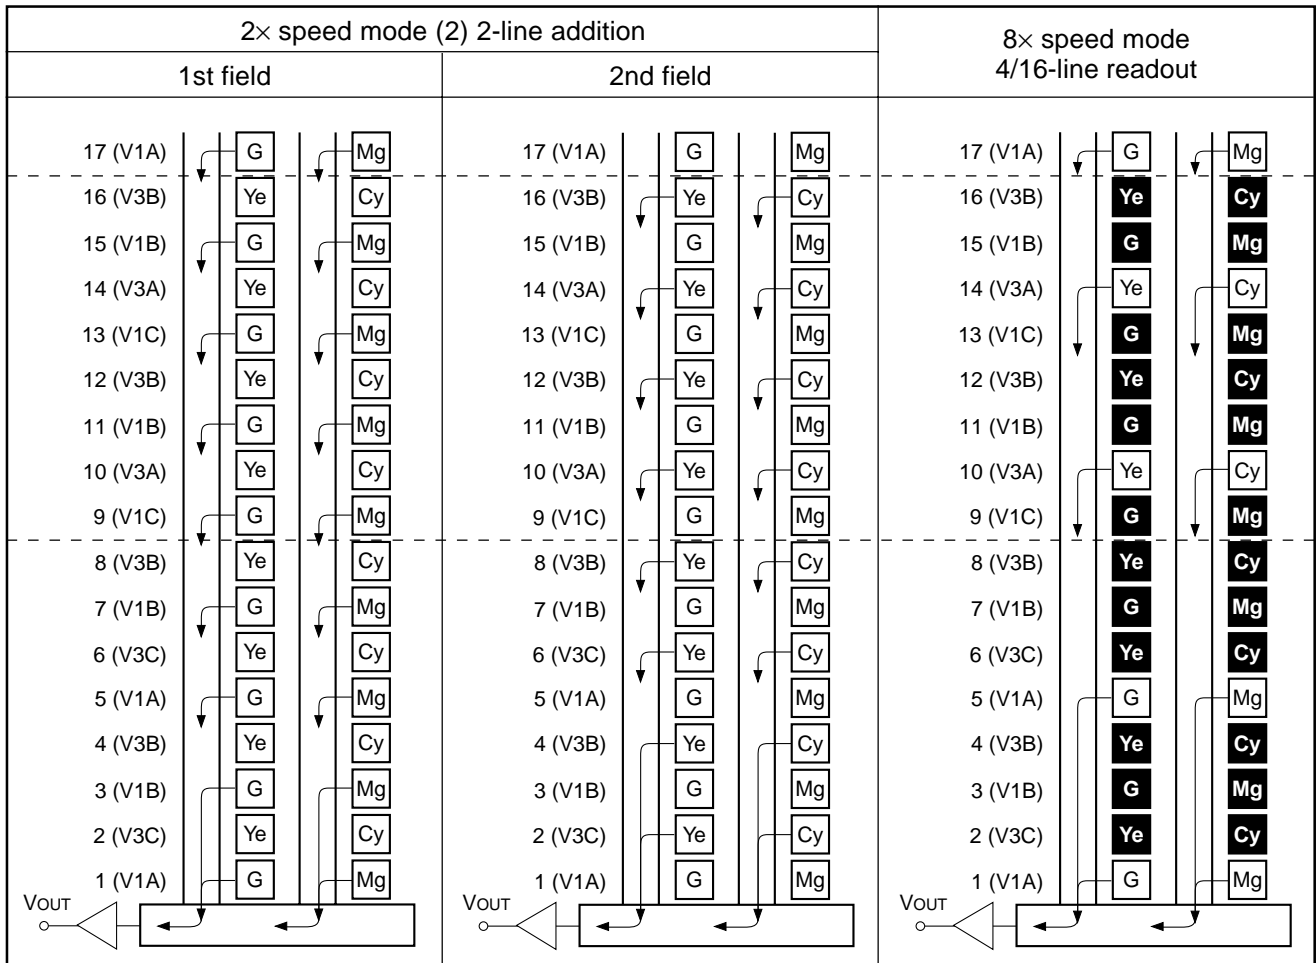 2× speed mode (2) 2-line addition
8× speed mode
4/16-line readout
1st field
2nd field
17 (V1A) G Mg 17 (V1A) G Mg 17 (V1A) G Mg
16 (V3B) Ye Cy 16 (V3B) Ye Cy 16 (V3B) Ye Cy
15 (V1B) G Mg 15 (V1B) G Mg 15 (V1B) G Mg
14 (V3A) Ye Cy 14 (V3A) Ye Cy 14 (V3A) Ye Cy
13 (V1C) G Mg 13 (V1C) G Mg 13 (V1C) G Mg
12 (V3B) Ye Cy 12 (V3B) Ye Cy 12 (V3B) Ye Cy
11 (V1B) G Mg 11 (V1B) G Mg 11 (V1B) G Mg
10 (V3A) Ye Cy 10 (V3A) Ye Cy 10 (V3A) Ye Cy
9 (V1C) G Mg 9 (V1C) G Mg 9 (V1C) G Mg
8 (V3B) Ye Cy 8 (V3B) Ye Cy 8 (V3B) Ye Cy
7 (V1B) G Mg 7 (V1B) G Mg 7 (V1B) G Mg
6 (V3C) Ye Cy 6 (V3C) Ye Cy 6 (V3C) Ye Cy
5 (V1A) G Mg 5 (V1A) G Mg 5 (V1A) G Mg
4 (V3B) Ye Cy 4 (V3B) Ye Cy 4 (V3B) Ye Cy
3 (V1B) G Mg 3 (V1B) G Mg 3 (V1B) G Mg
2 (V3C) Ye Cy 2 (V3C) Ye Cy 2 (V3C) Ye Cy
1 (V1A) G Mg 1 (V1A) G Mg 1 (V1A) G Mg
VOUT VOUT VOUT